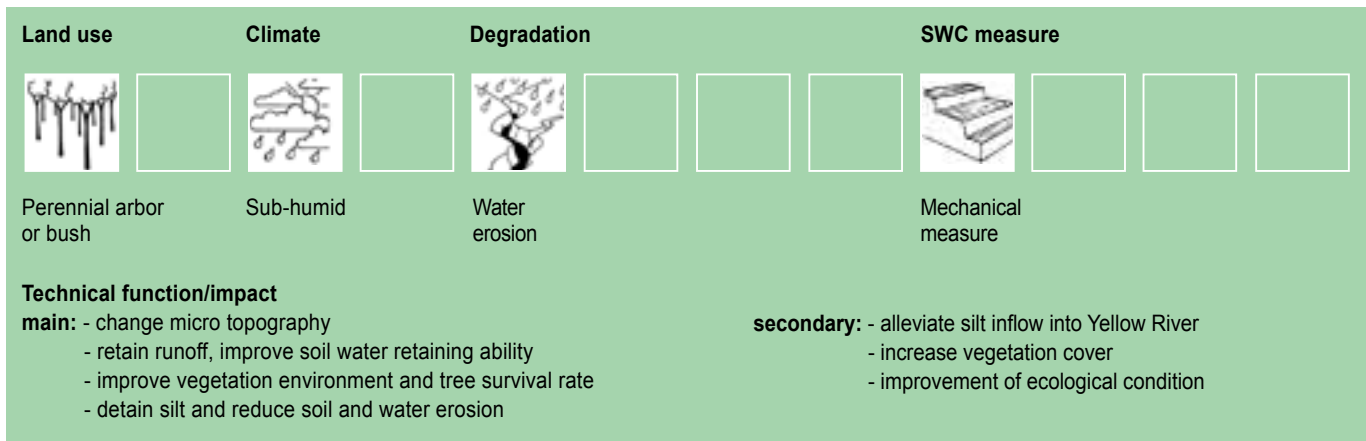 Land use
Climate
Degradation
SWC measure
Perennial arbor
or bush
Sub-humid
Water
erosion
Mechanical
measure
Technical function/impact
main: - change micro topography
- retain runoff, improve soil water retaining ability
- improve vegetation environment and tree survival rate
- detain silt and reduce soil and water erosion
secondary: - alleviate silt inflow into Yellow River
- increase vegetation cover
- improvement of ecological condition